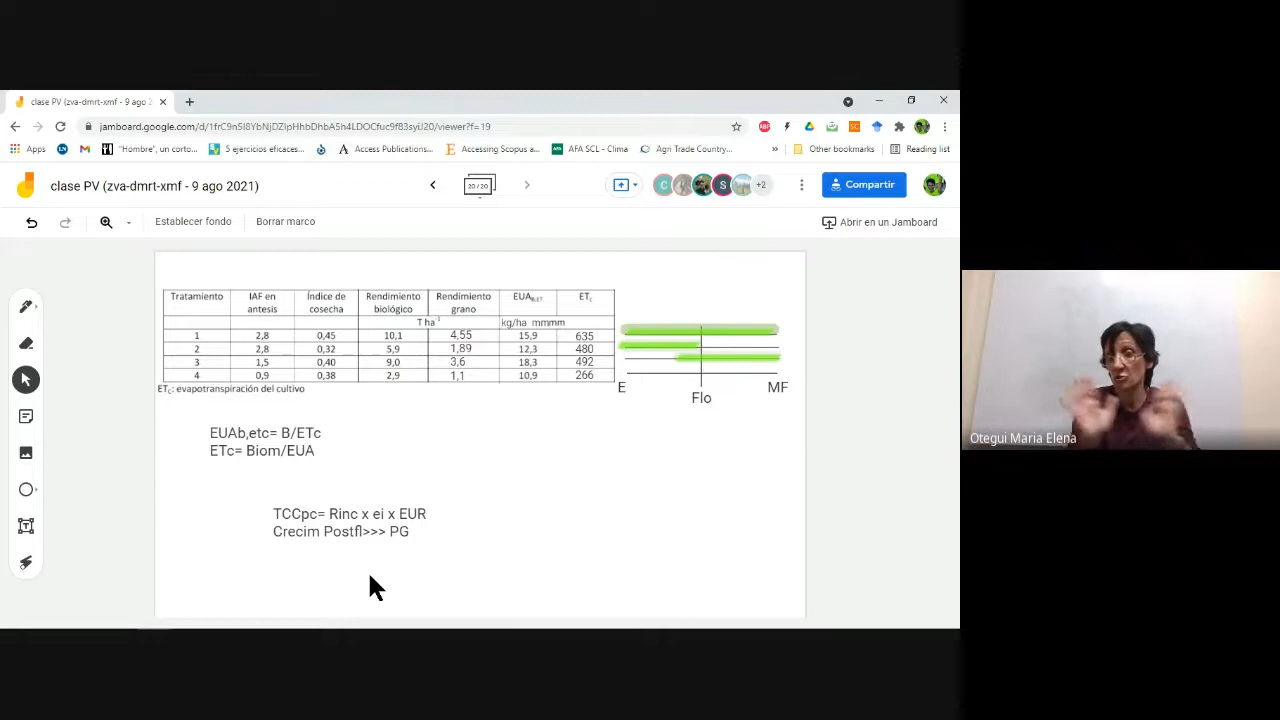 clase PV (zva-dmrt-xmf - 9 ago 2
jamboard.google.com/d/1frC9n5I8YbNjDZIpHhbDhbA5h4LDOCfuc9f83syiJ20/viewer?f=19
Apps "Hombre", un corto... 5 ejercicios eficaces... Access Publications... Accessing Scopus a... AFA SCL - Clima Agri Trade Country... » Other bookmarks Reading list
clase PV (zva-dmrt-xmf - 9 ago 2021) 20 / 20 C S +2 Compartir
Establecer fondo Borrar marco Abrir en un Jamboard
Tratamiento IAF en antesis Índice de cosecha Rendimiento biológico Rendimiento grano EUAB,ET. ETc
T ha-1 kg/ha mmmm
1 2,8 0,45 10,1 4,55 15,9 635
2 2,8 0,32 5,9 1,89 12,3 480
3 1,5 0,40 9,0 3,6 18,3 492
4 0,9 0,38 2,9 1,1 10,9 266
ETC: evapotranspiración del cultivo
E Flo MF
EUAb,etc= B/ETc
ETc= Biom/EUA
TCCpc= Rinc x ei x EUR
Crecim Postfl>>> PG
Otegui Maria Elena